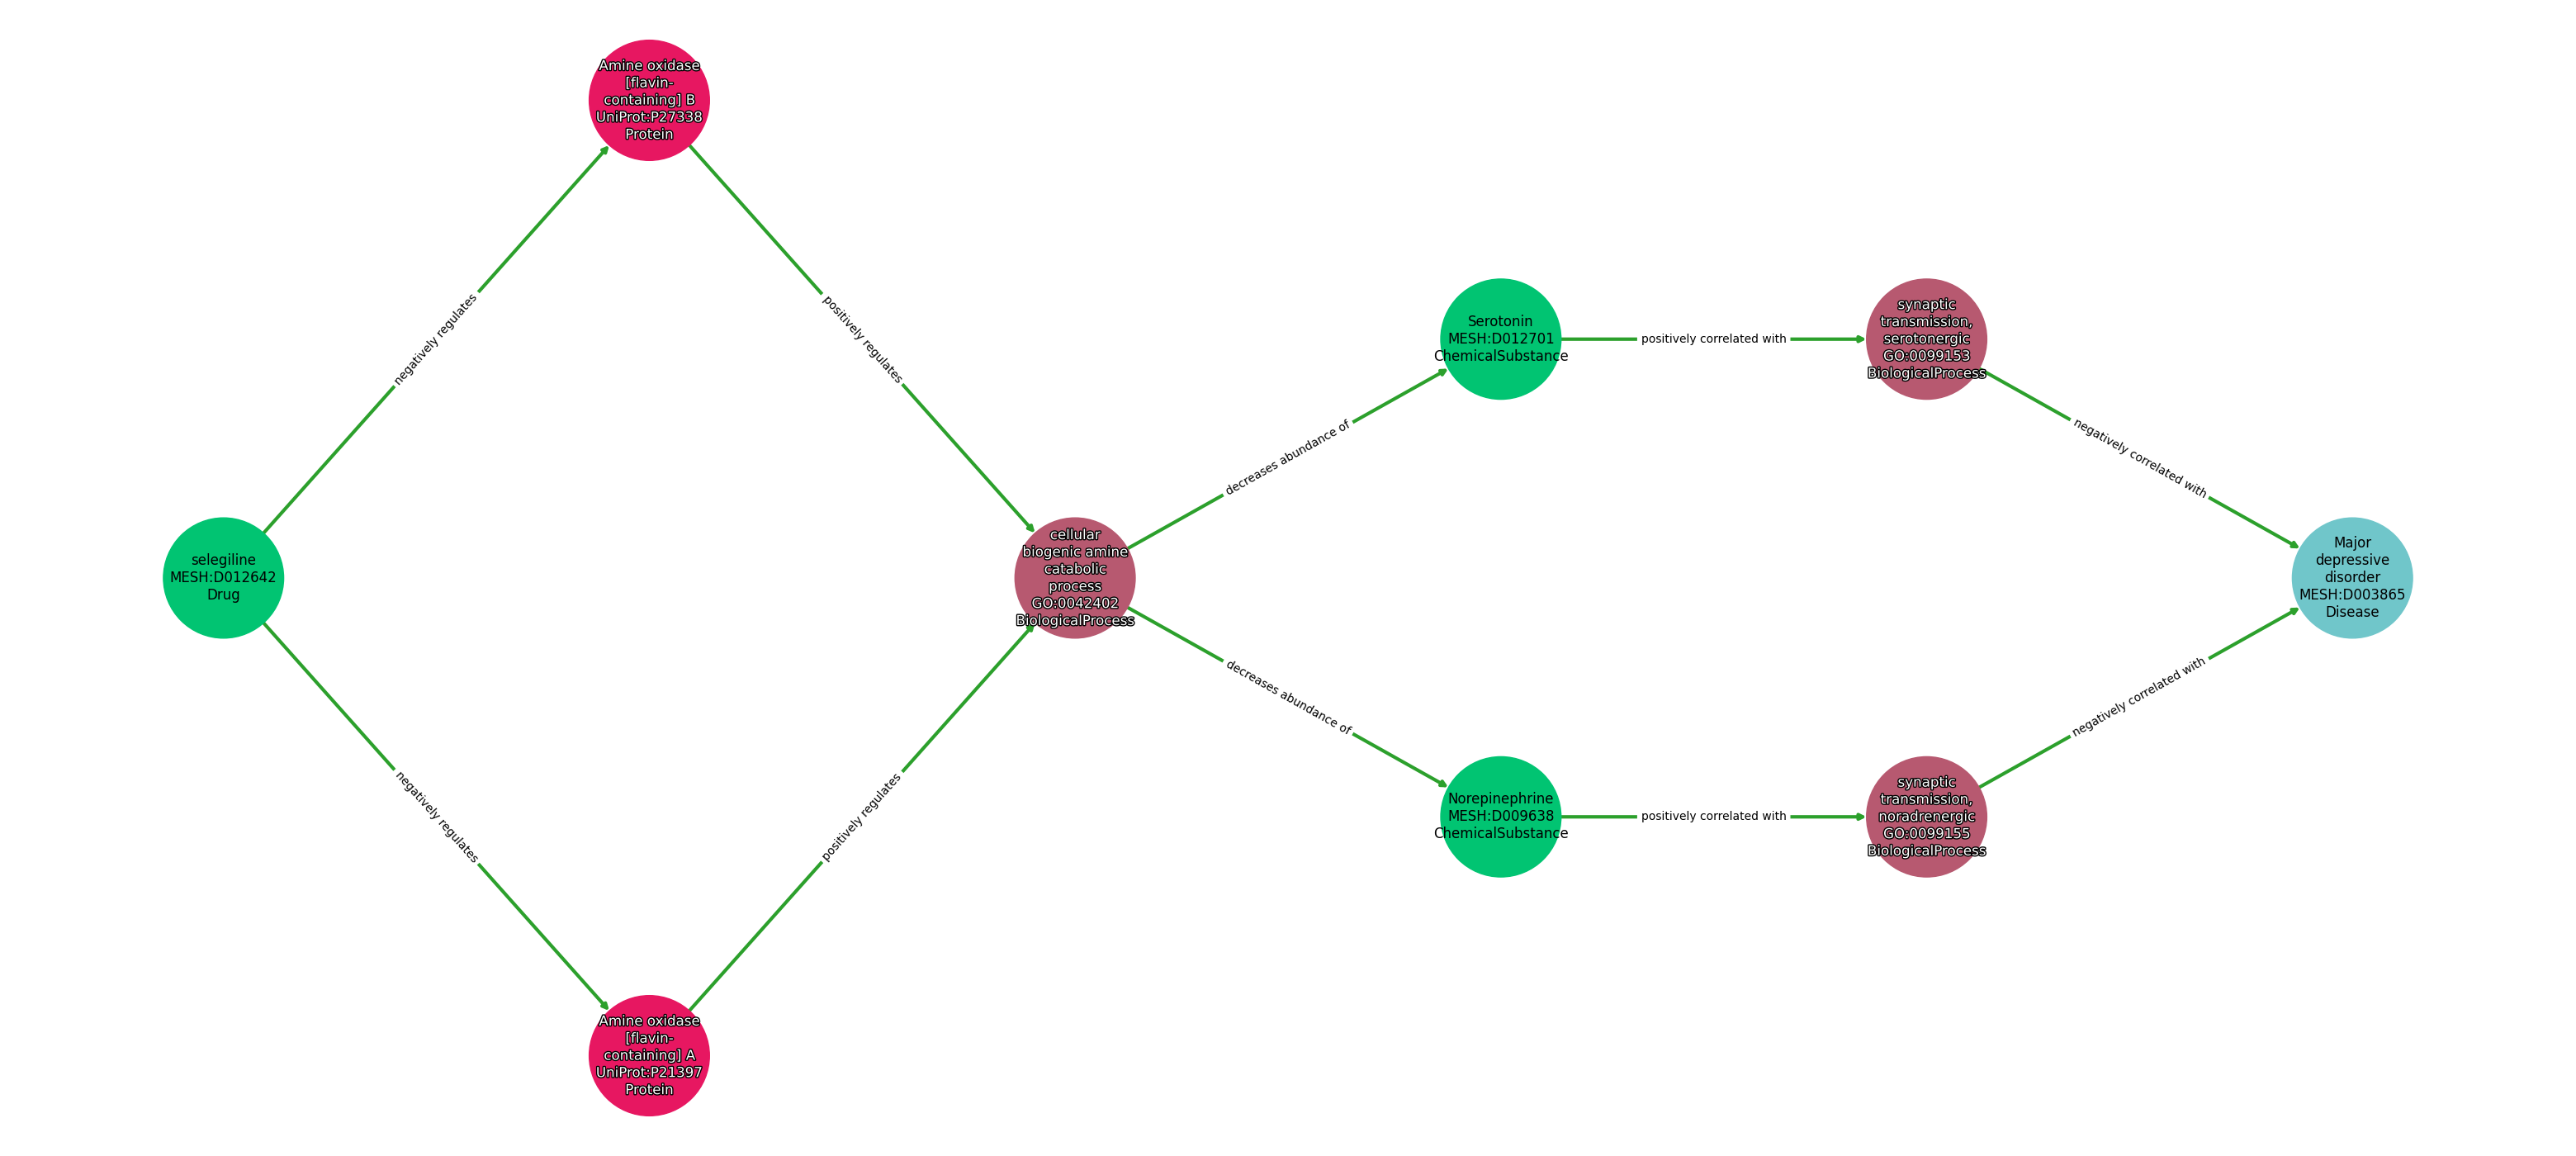 Amine oxidase
[flavin-
containing] B
UniProt:P27338
Protein
negatively regulates
positively regulates
Serotonin
MESH:D012701
ChemicalSubstance
positively correlated with
synaptic
transmission,
serotonergic
GO:0099153
BiologicalProcess
decreases abundance of
negatively correlated with
selegiline
MESH:D012642
Drug
cellular
biogenic amine
catabolic
process
GO:0042402
BiologicalProcess
Major
depressive
disorder
MESH:D003865
Disease
decreases abundance of
negatively correlated with
Norepinephrine
MESH:D009638
ChemicalSubstance
positively correlated with
synaptic
transmission,
noradrenergic
GO:0099155
BiologicalProcess
negatively regulates
positively regulates
Amine oxidase
[flavin-
containing] A
UniProt:P21397
Protein